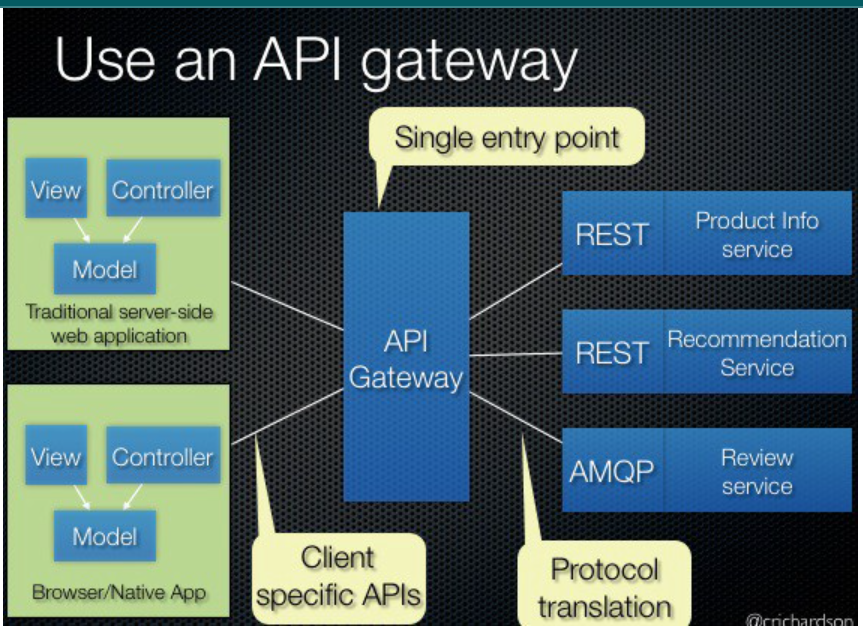 Use an API gateway
Single entry point
View
Controller
Model
Traditional server-side
web application
View
Controller
Model
Browser/Native App
API
Gateway
REST
Product Info
service
REST
Recommendation
Service
AMQP
Review
service
Client
specific APIs
Protocol
translation
@crichardson